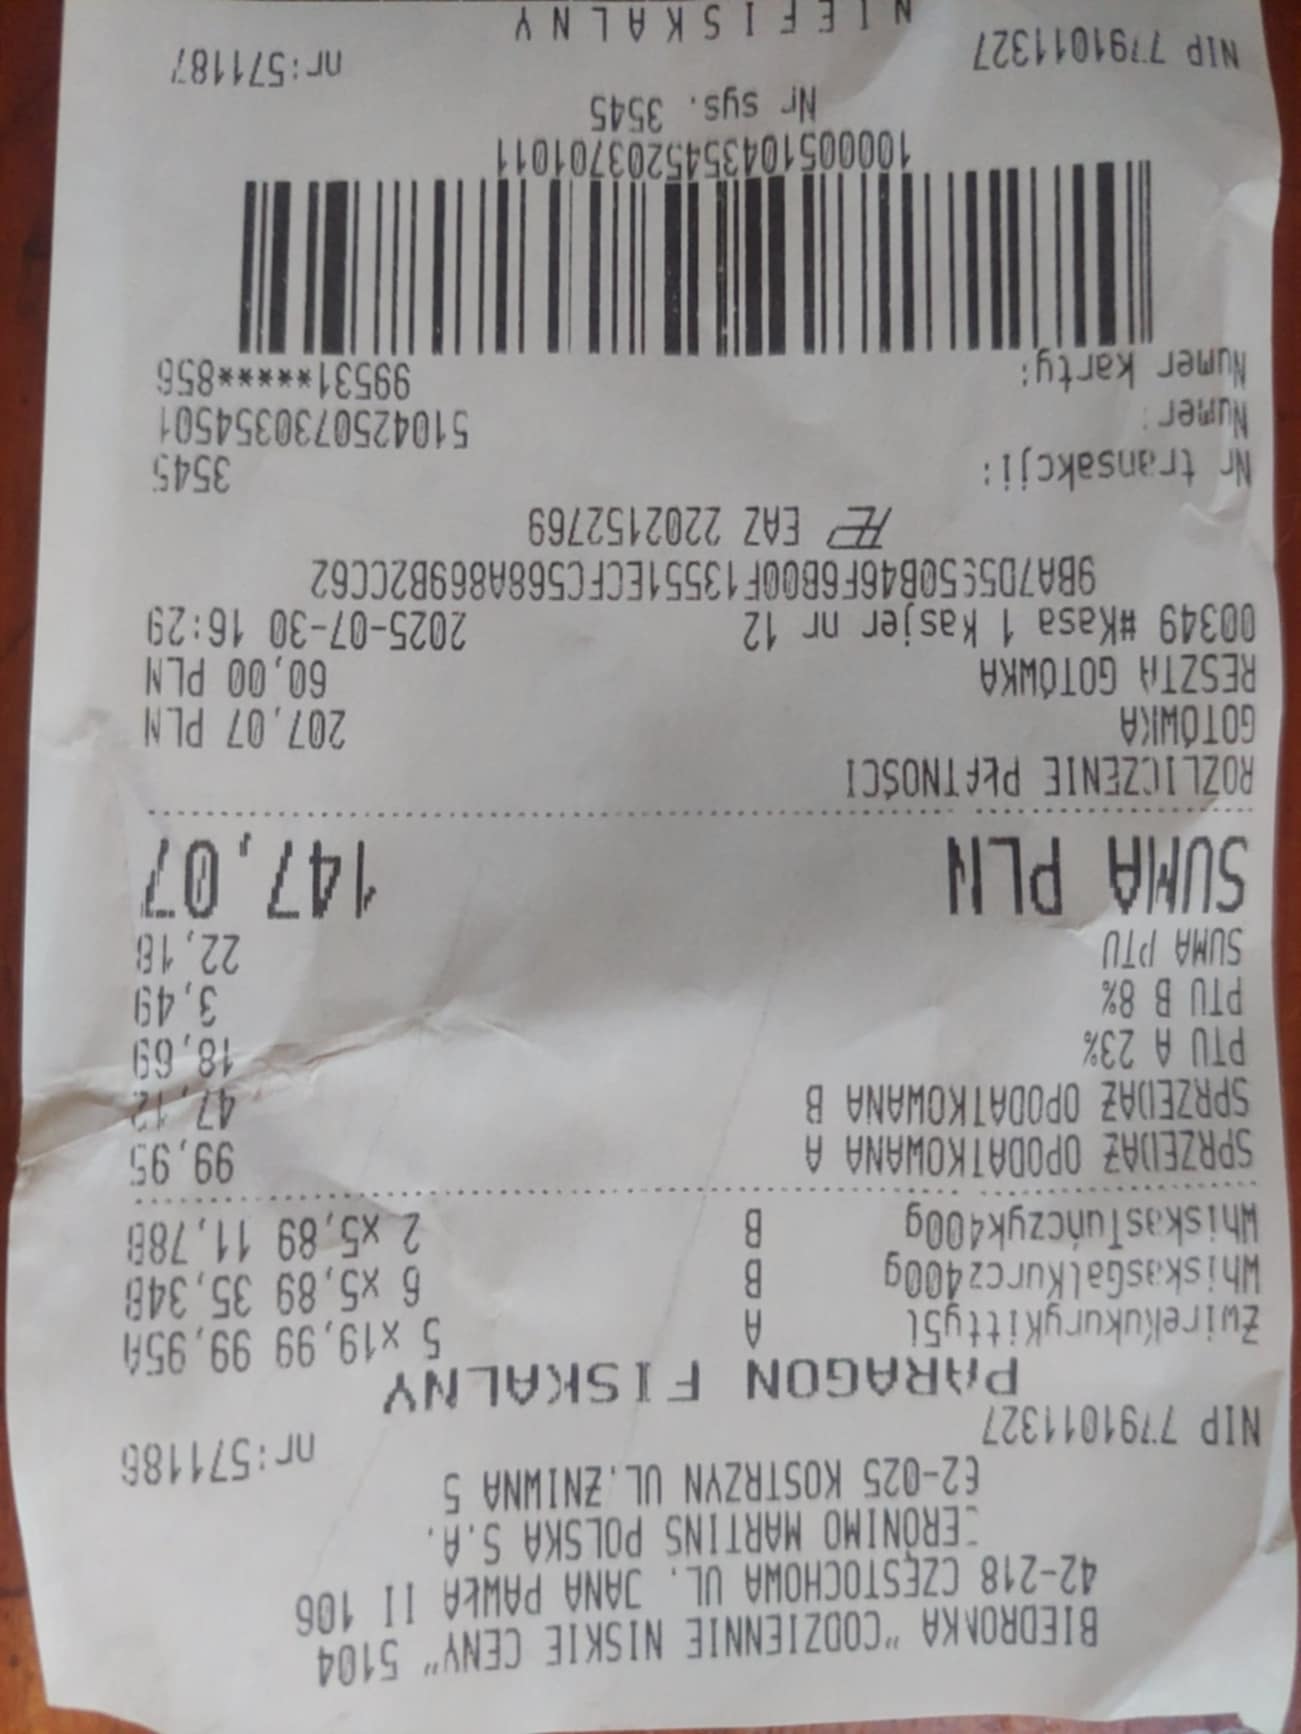 BIEDRONKA "CODZIENNIE NISKIE CENY" 5104
42-218 CZĘSTOCHOWA UL. JANA PAWŁA II 106
JERONIMO MARTINS POLSKA S.A.
62-025 KOSTRZYN UL.ŻNIWNA 5
NIP 7791011327 nr:571186
PARAGON FISKALNY
ŻwirekukurykittySl A 5 x19,99 99,95A
WhiskasGalKurcz400g B 6 x5,89 35,34B
WhiskasTuńczyk400g B 2 x5,89 11,78B
SPRZEDAŻ OPODATKOWANA A 99,95
SPRZEDAŻ OPODATKOWANA B 47,12
PTU A 23% 18,69
PTU B 8% 3,49
SUMA PTU 22,18
SUMA PLN 147,07
ROZLICZENIE PŁATNOŚCI
GOTÓWKA 207,07 PLN
RESZTA GOTÓWKA 60,00 PLN
00349 #Kasa 1 kasjer nr 12 2025-07-30 16:29
EAZ 2202152769
Nr transakcji: 3545
Numer: 5104250730354501
Numer karty: 99531******856
1000051043545203701011
Nr sys. 3545
NIP 7791011327 nr:571187
NIEFISKALNY